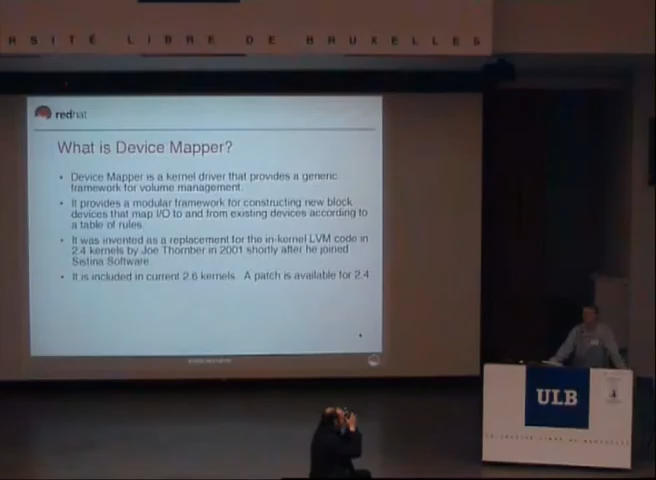 RSITÉ LIBRE DE BRUXELLES
redhat
What is Device Mapper?
• Device Mapper is a kernel driver that provides a generic
framework for volume management.
• It provides a modular framework for constructing new block
devices that map I/O to and from existing devices according to
a table of rules.
• It was invented as a replacement for the in-kernel LVM code in
2.4 kernels by Joe Thornber in 2001 shortly after he joined
Sistina Software.
• It is included in current 2.6 kernels. A patch is available for 2.4.
ULB